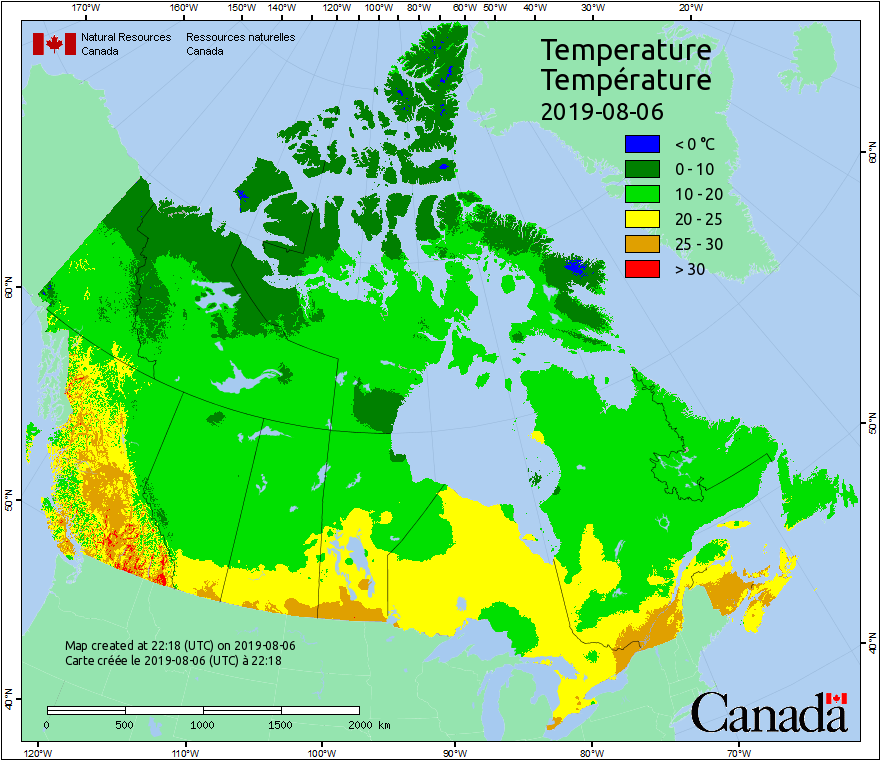 170°W 160°W 150°W 140°W 130°W 120°W 110°W 100°W 80°W 60°W 50°W 40°W 30°W 20°W
Natural Resources Ressources naturelles
Canada Canada
Temperature
Température
2019-08-06
< 0 °C
0 - 10
10 - 20
20 - 25
25 - 30
> 30
60°N
50°N
40°N
60°N
50°N
40°N
Map created at 22:18 (UTC) on 2019-08-06
Carte créée le 2019-08-06 (UTC) à 22:18
0 500 1000 1500 2000 km
Canada
120°W 110°W 100°W 90°W 80°W 70°W